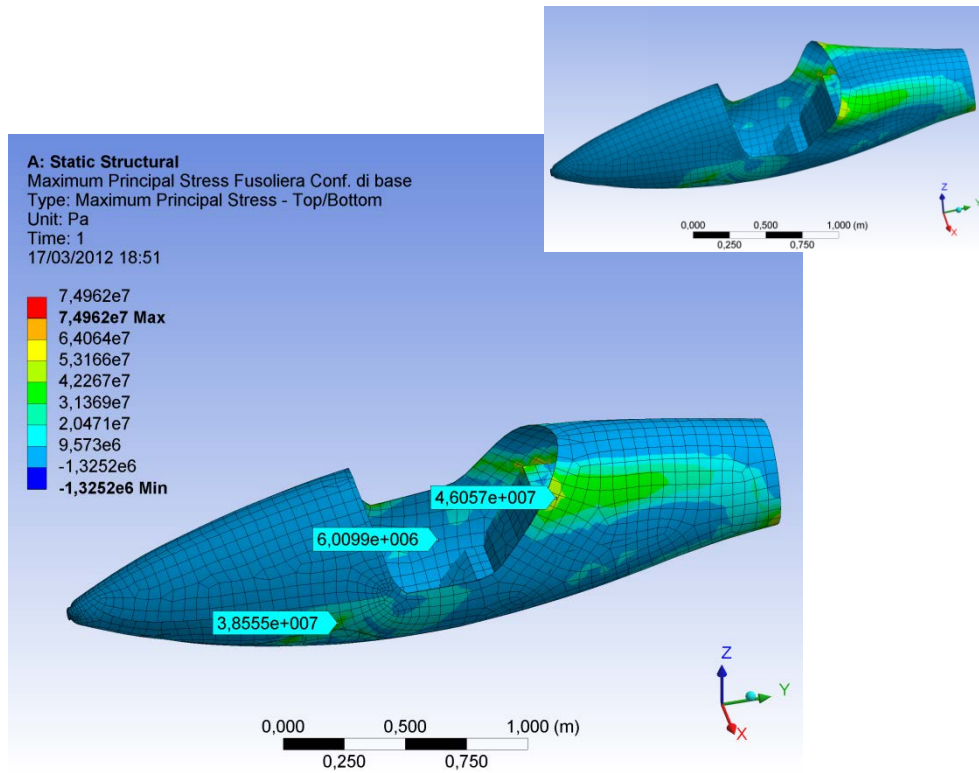 0,000
0,500
1,000 (m)
0,250
0,750
Z
Y
X
A: Static Structural
Maximum Principal Stress Fusoliera Conf. di base
Type: Maximum Principal Stress - Top/Bottom
Unit: Pa
Time: 1
17/03/2012 18:51
7,4962e7
7,4962e7 Max
6,4064e7
5,3166e7
4,2267e7
3,1369e7
2,0471e7
9,573e6
-1,3252e6
-1,3252e6 Min
4,6057e+007
6,0099e+006
3,8555e+007
0,000
0,500
1,000 (m)
0,250
0,750
Z
Y
X